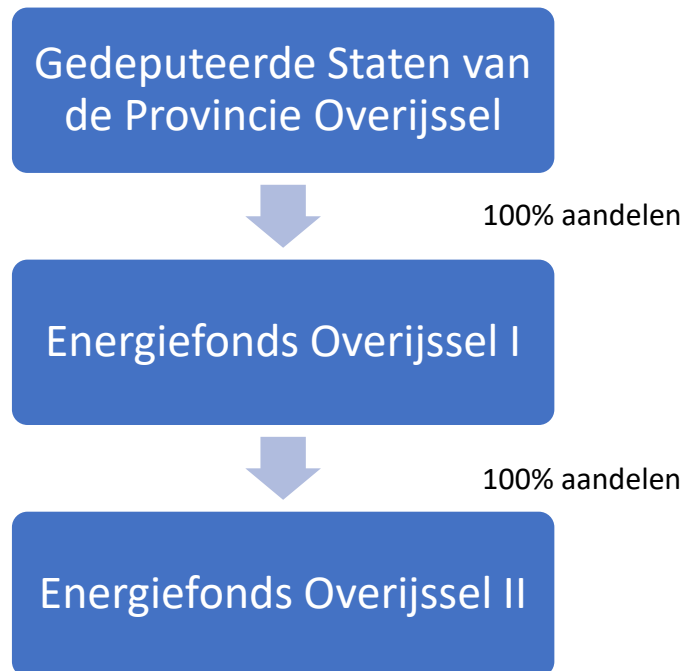 Gedeputeerde Staten van
de Provincie Overijssel
100% aandelen
Energiefonds Overijssel I
100% aandelen
Energiefonds Overijssel II